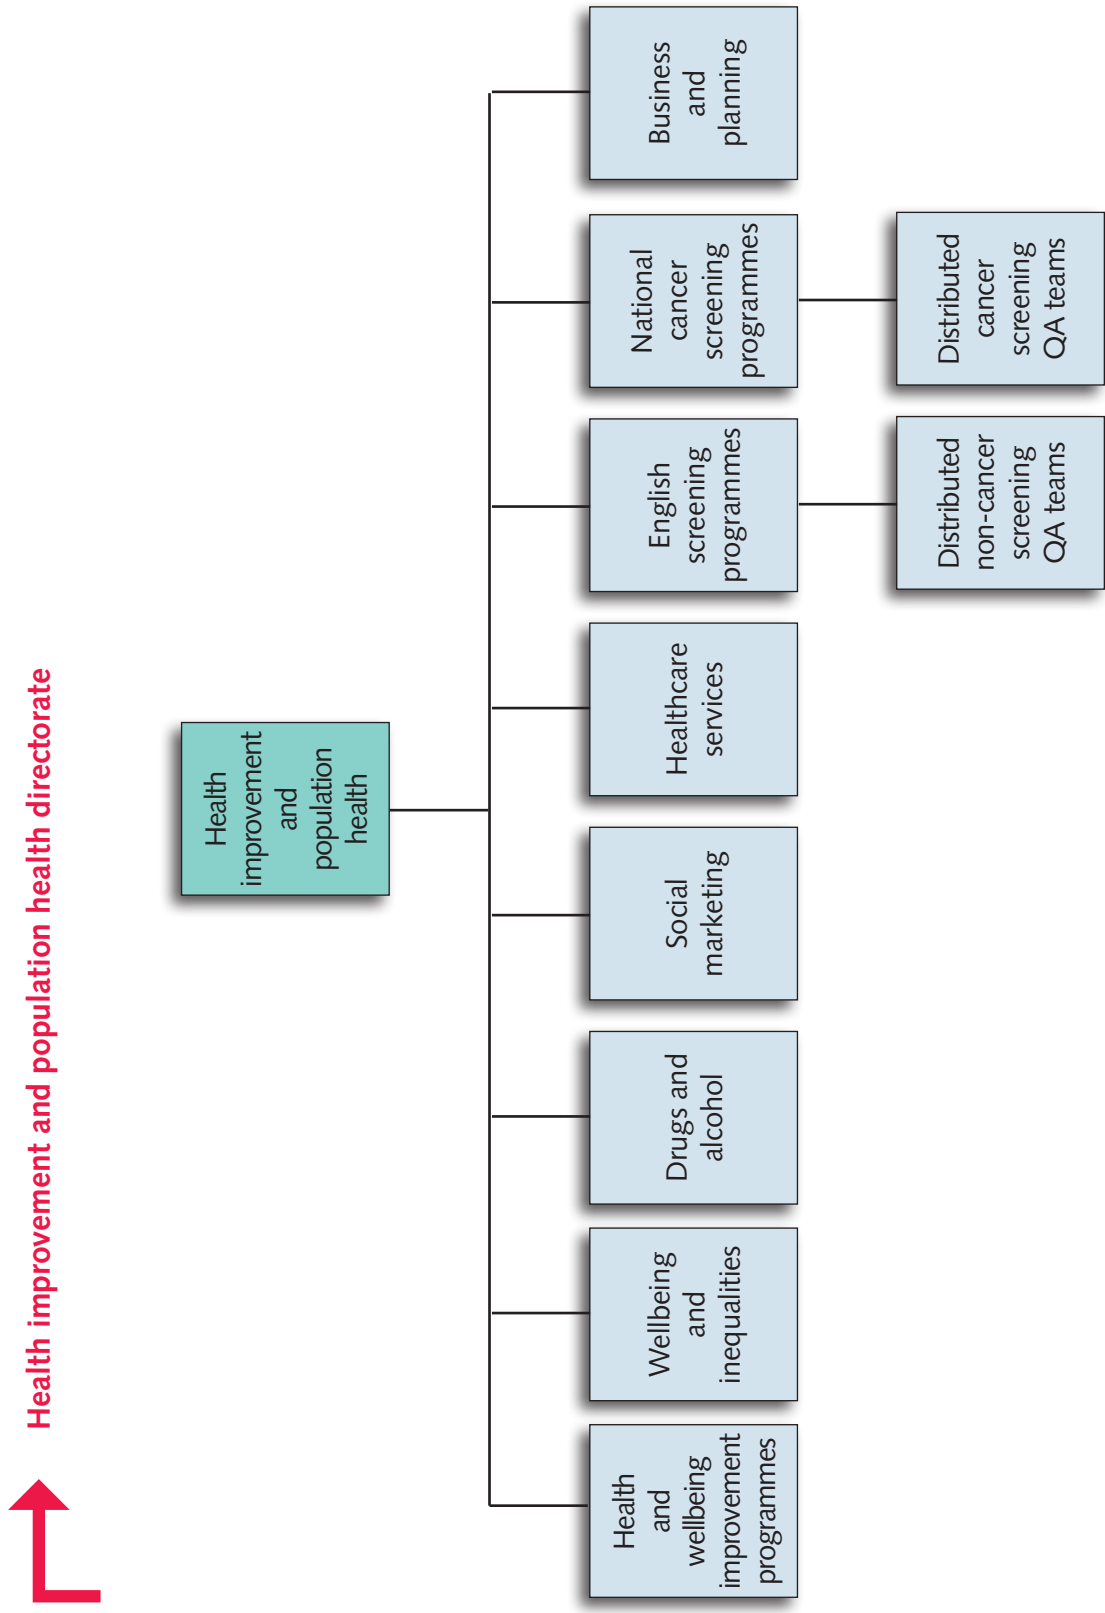 Health improvement and population health directorate
Health
improvement
and
population
health
Health
and
wellbeing
improvement
programmes
Wellbeing
and
inequalities
Drugs and
alcohol
Social
marketing
Healthcare
services
English
screening
programmes
National
cancer
screening
programmes
Business
and
planning
Distributed
non-cancer
screening
QA teams
Distributed
cancer
screening
QA teams